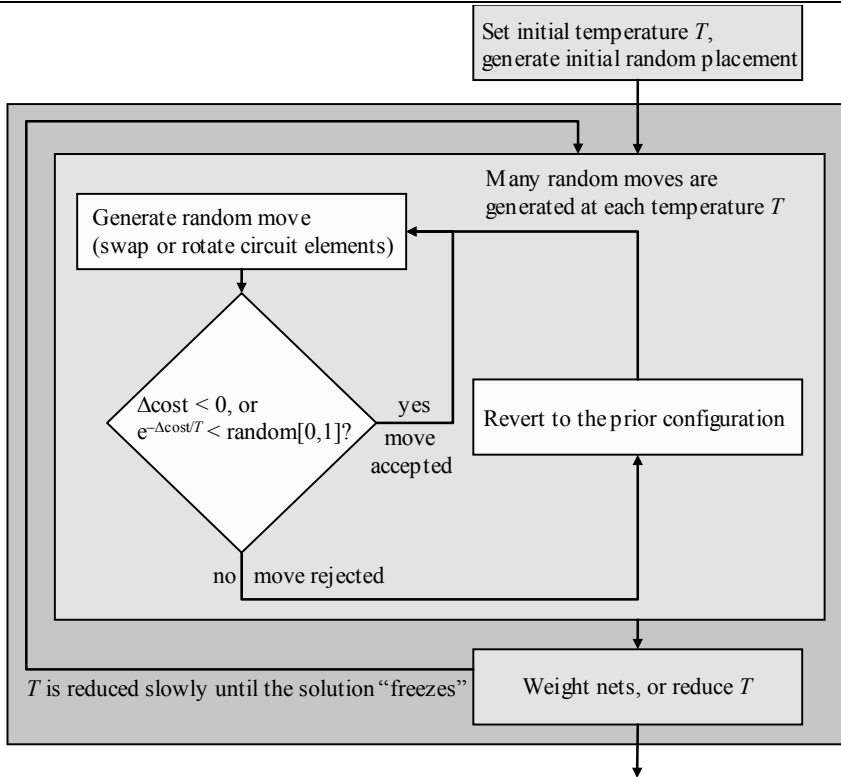 Set initial temperature T,
generate initial random placement
Many random moves are
generated at each temperature T
Generate random move
(swap or rotate circuit elements)
Δcost < 0, or
e^–Δcost/T < random[0,1]?
yes
move
accepted
Revert to the prior configuration
no move rejected
Weight nets, or reduce T
T is reduced slowly until the solution “freezes”